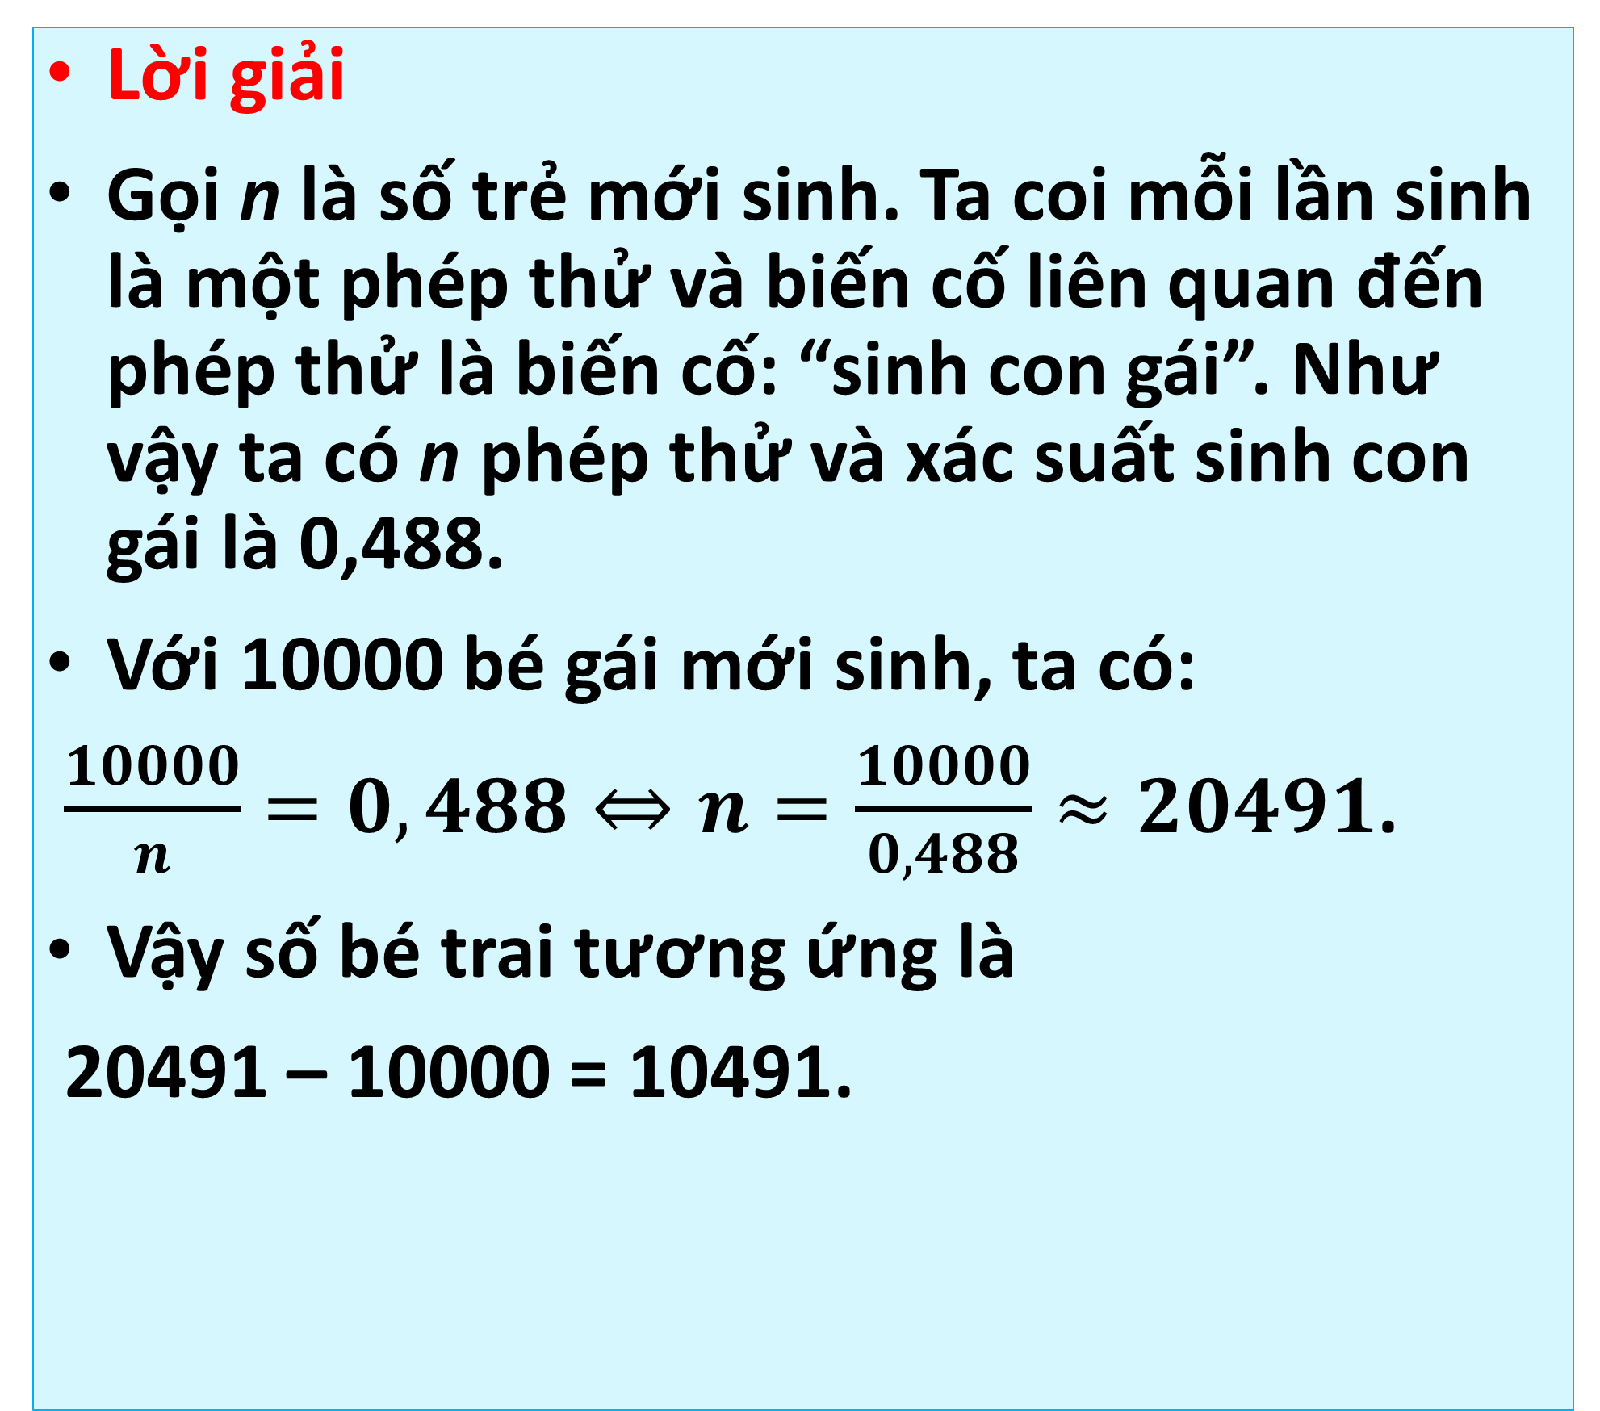 • Lời giải
• Gọi n là số trẻ mới sinh. Ta coi mỗi lần sinh
là một phép thử và biến cố liên quan đến
phép thử là biến cố: “sinh con gái”. Như
vậy ta có n phép thử và xác suất sinh con
gái là 0,488.
• Với 10000 bé gái mới sinh, ta có:
10000/n = 0,488 ⇔ n = 10000/0,488 ≈ 20491.
• Vậy số bé trai tương ứng là
20491 – 10000 = 10491.